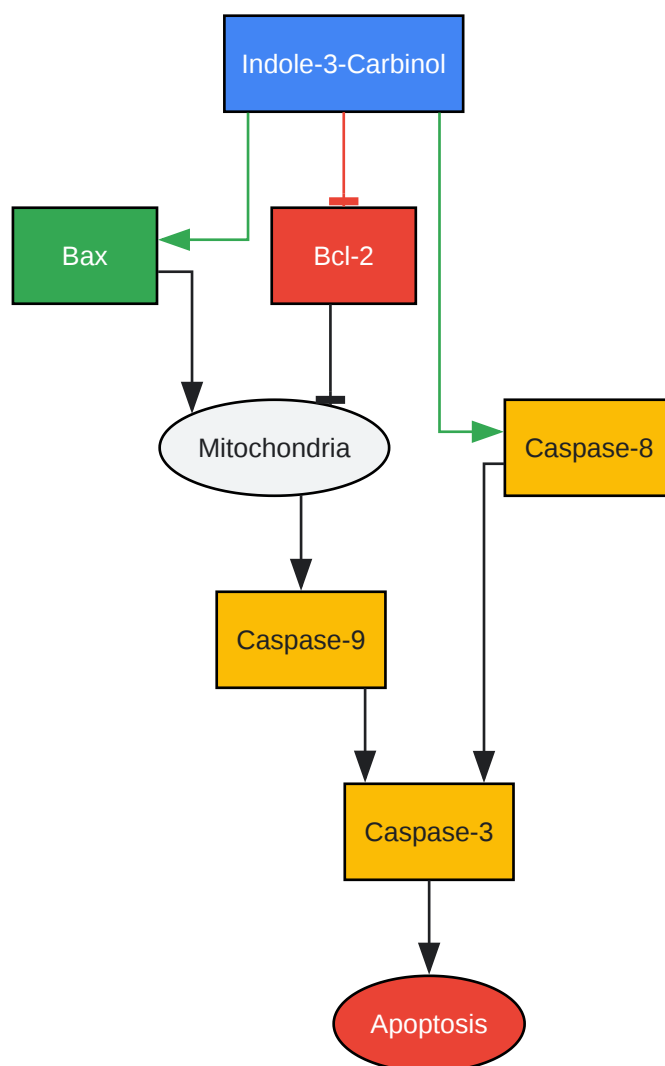 Indole-3-Carbinol
Bax
Bcl-2
Mitochondria
Caspase-8
Caspase-9
Caspase-3
Apoptosis